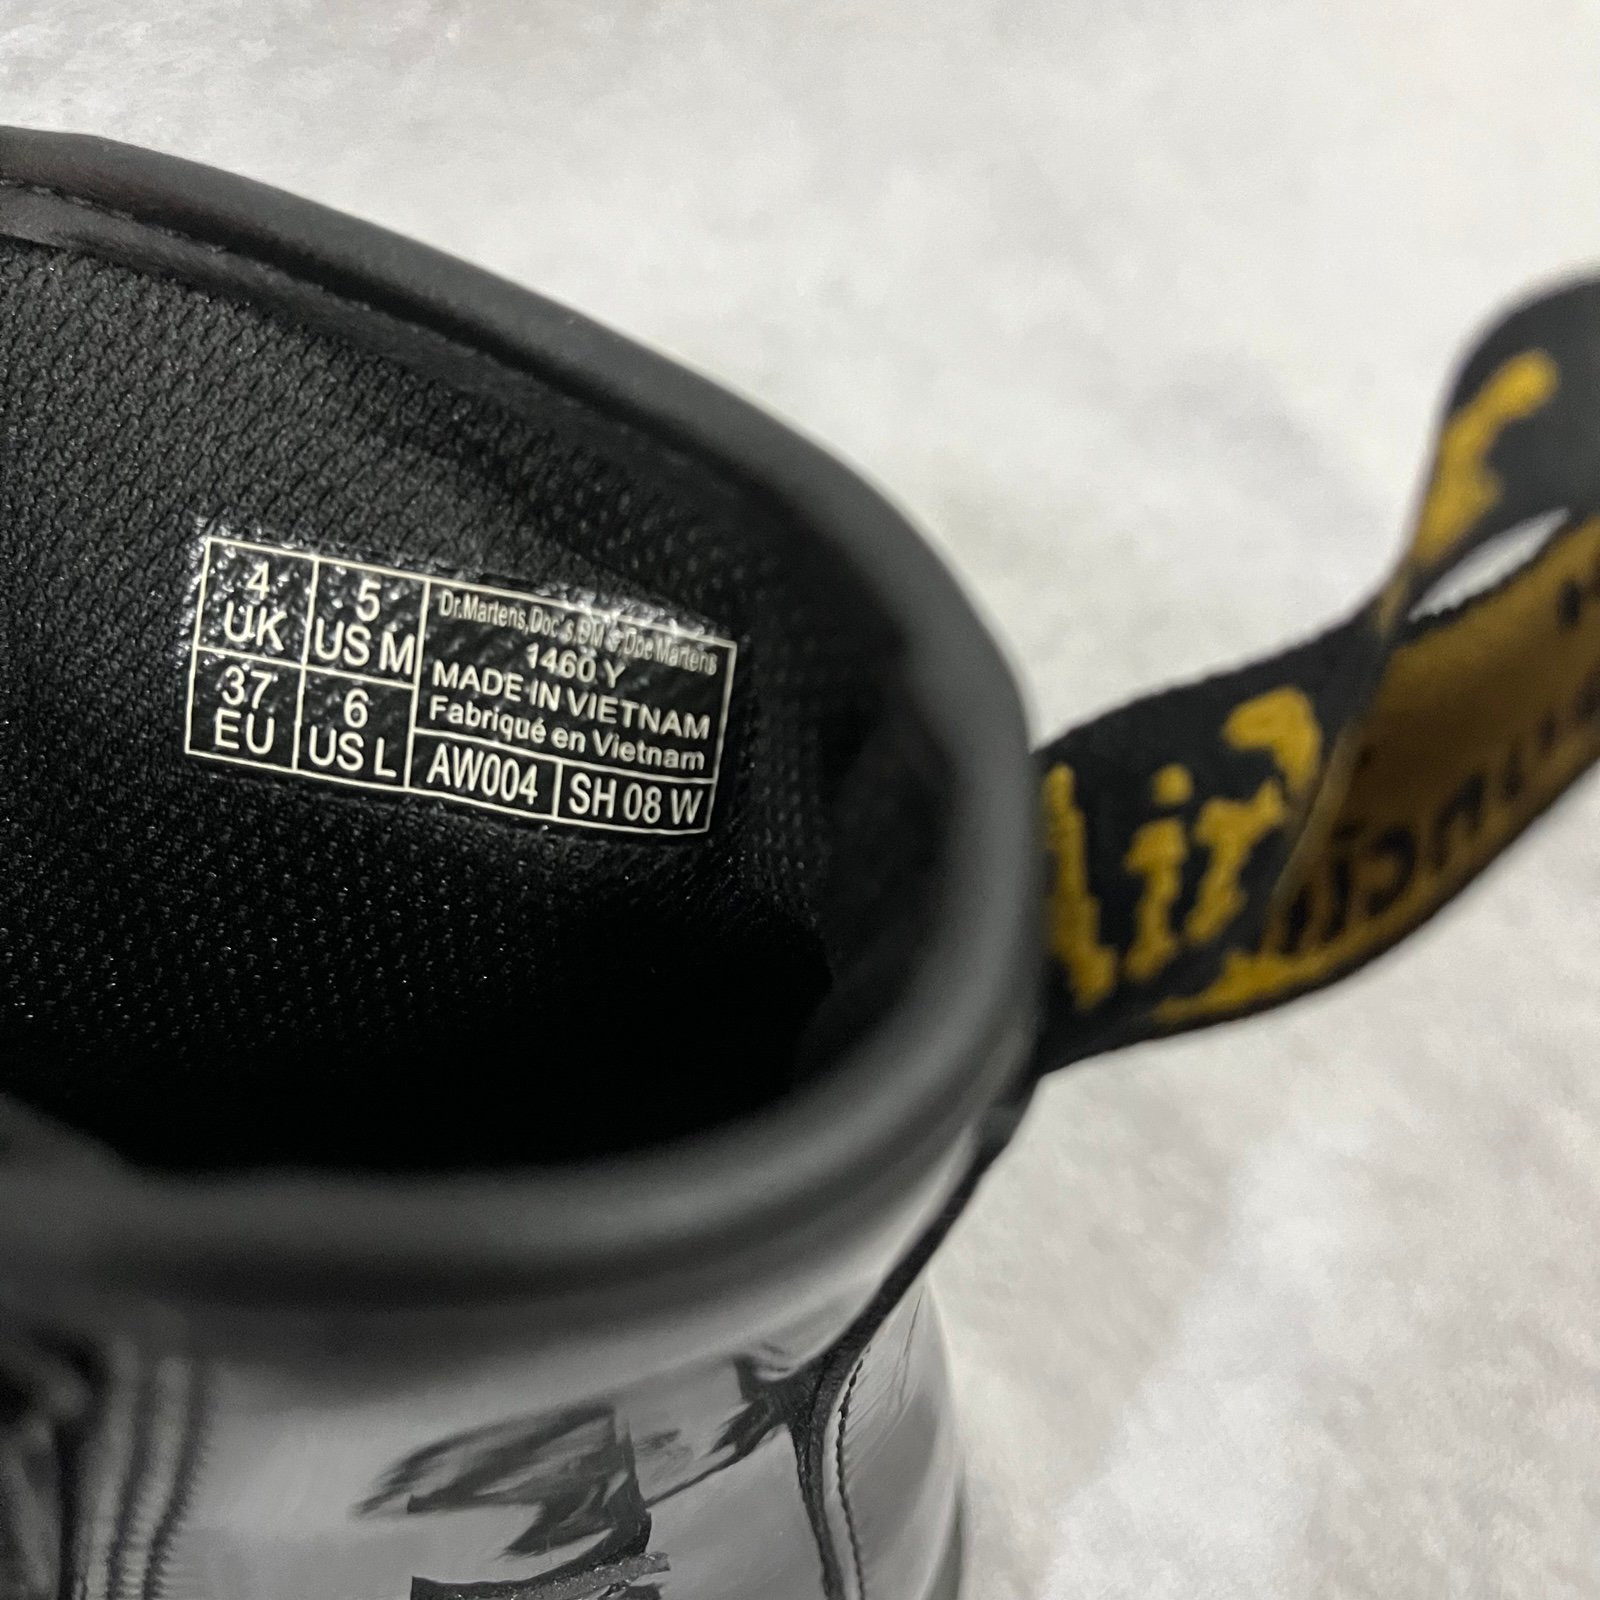 4
UK
5
US M
37
EU
6
US L
Dr.Martens,Doc's,DM's,Doc Martens
1460 Y
MADE IN VIETNAM
Fabriqué en Vietnam
AW004
SH 08 W
Air